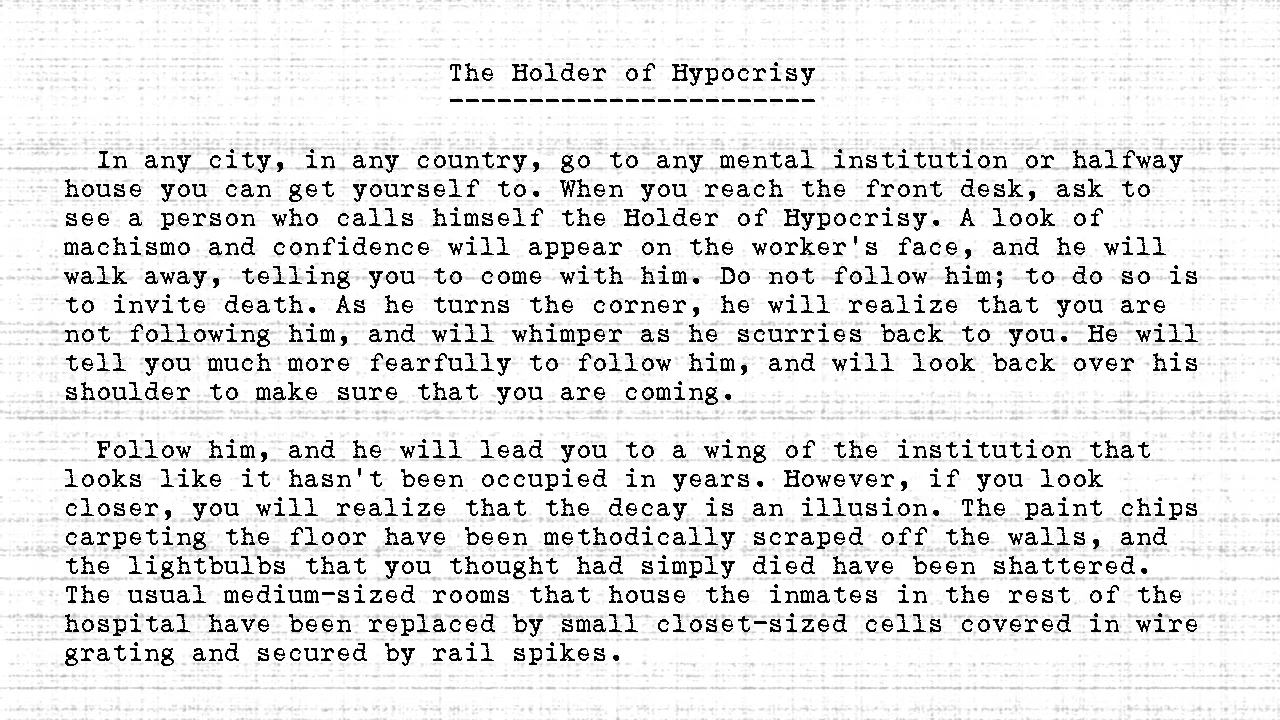 The Holder of Hypocrisy
-----------------------
In any city, in any country, go to any mental institution or halfway
house you can get yourself to. When you reach the front desk, ask to
see a person who calls himself the Holder of Hypocrisy. A look of
machismo and confidence will appear on the worker's face, and he will
walk away, telling you to come with him. Do not follow him; to do so is
to invite death. As he turns the corner, he will realize that you are
not following him, and will whimper as he scurries back to you. He will
tell you much more fearfully to follow him, and will look back over his
shoulder to make sure that you are coming.
Follow him, and he will lead you to a wing of the institution that
looks like it hasn't been occupied in years. However, if you look
closer, you will realize that the decay is an illusion. The paint chips
carpeting the floor have been methodically scraped off the walls, and
the lightbulbs that you thought had simply died have been shattered.
The usual medium-sized rooms that house the inmates in the rest of the
hospital have been replaced by small closet-sized cells covered in wire
grating and secured by rail spikes.